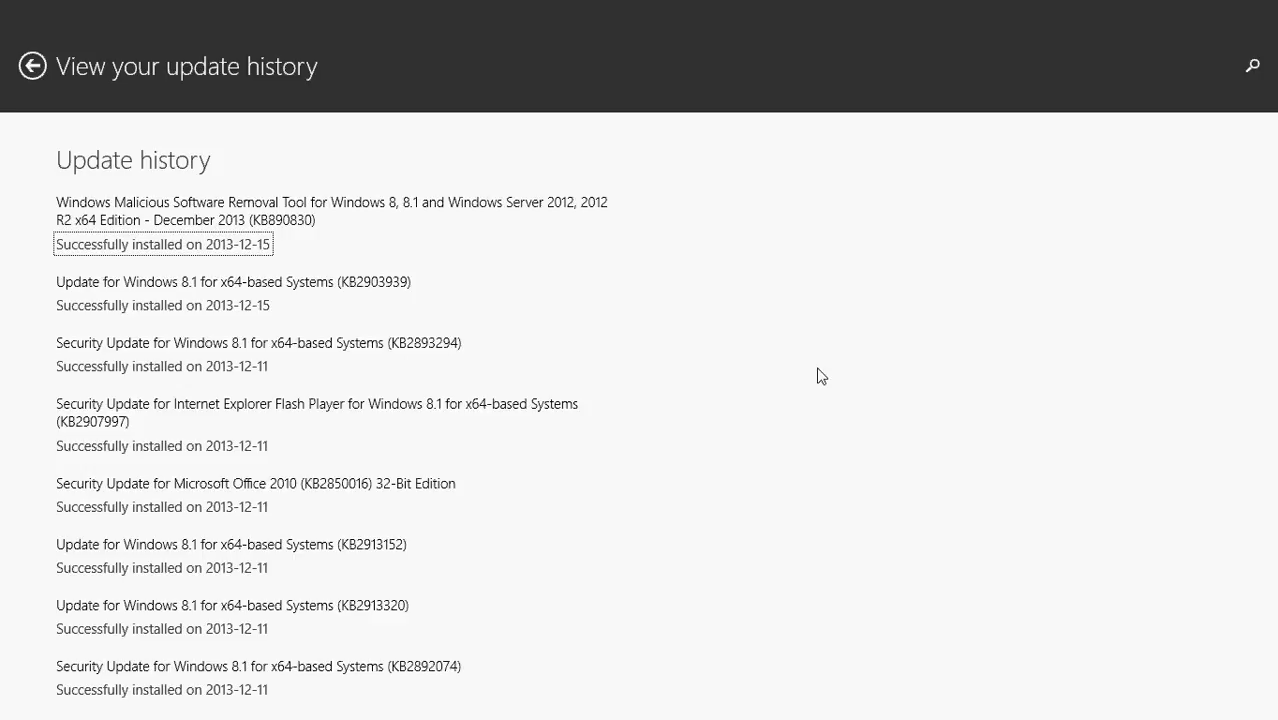 View your update history
Update history
Windows Malicious Software Removal Tool for Windows 8, 8.1 and Windows Server 2012, 2012
R2 x64 Edition - December 2013 (KB890830)
Successfully installed on 2013-12-15
Update for Windows 8.1 for x64-based Systems (KB2903939)
Successfully installed on 2013-12-15
Security Update for Windows 8.1 for x64-based Systems (KB2893294)
Successfully installed on 2013-12-11
Security Update for Internet Explorer Flash Player for Windows 8.1 for x64-based Systems
(KB2907997)
Successfully installed on 2013-12-11
Security Update for Microsoft Office 2010 (KB2850016) 32-Bit Edition
Successfully installed on 2013-12-11
Update for Windows 8.1 for x64-based Systems (KB2913152)
Successfully installed on 2013-12-11
Update for Windows 8.1 for x64-based Systems (KB2913320)
Successfully installed on 2013-12-11
Security Update for Windows 8.1 for x64-based Systems (KB2892074)
Successfully installed on 2013-12-11